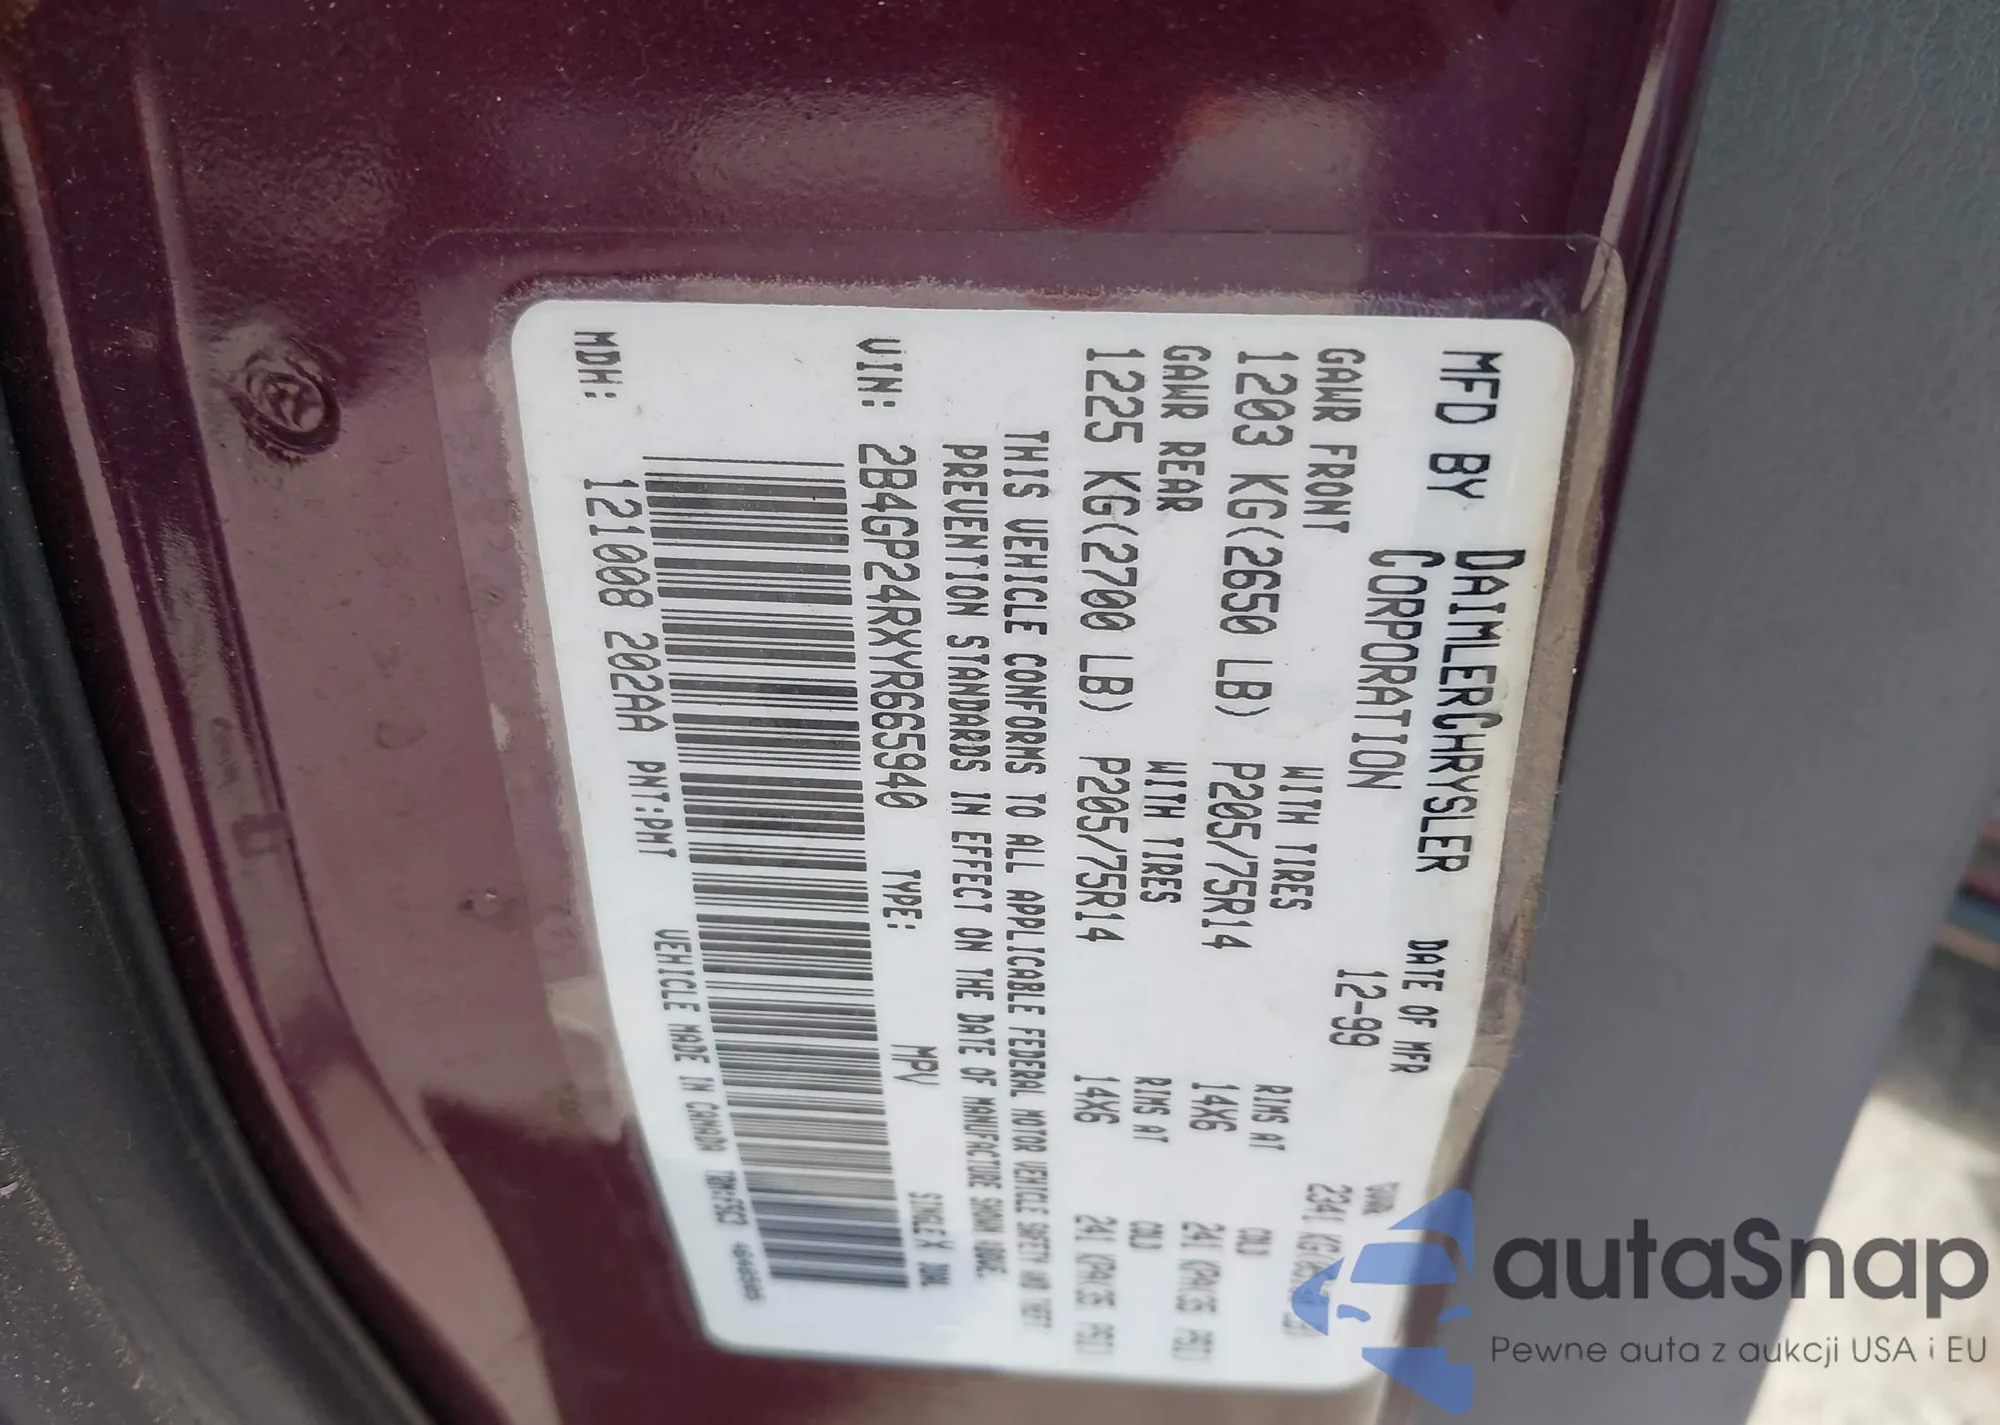 MFD BY DAIMLERCHRYSLER CORPORATION
DATE OF MFR
12-99
GAWR FRONT WITH TIRES RIMS AT COLD
1203 KG(2650 LB) P205/75R14 14X6 241 KPA(35 PSI)
GAWR REAR WITH TIRES RIMS AT COLD
1225 KG(2700 LB) P205/75R14 14X6 241 KPA(35 PSI)
THIS VEHICLE CONFORMS TO ALL APPLICABLE FEDERAL MOTOR VEHICLE SAFETY AND THEFT
PREVENTION STANDARDS IN EFFECT ON THE DATE OF MANUFACTURE SHOWN ABOVE.
VIN: 2B4GP24RXYR665940 TYPE: MPV SINGLE X DUAL
MDH: 121008 202AA PNT:PMT VEHICLE MADE IN CANADA
autaSnap
Pewne auta z aukcji USA i EU